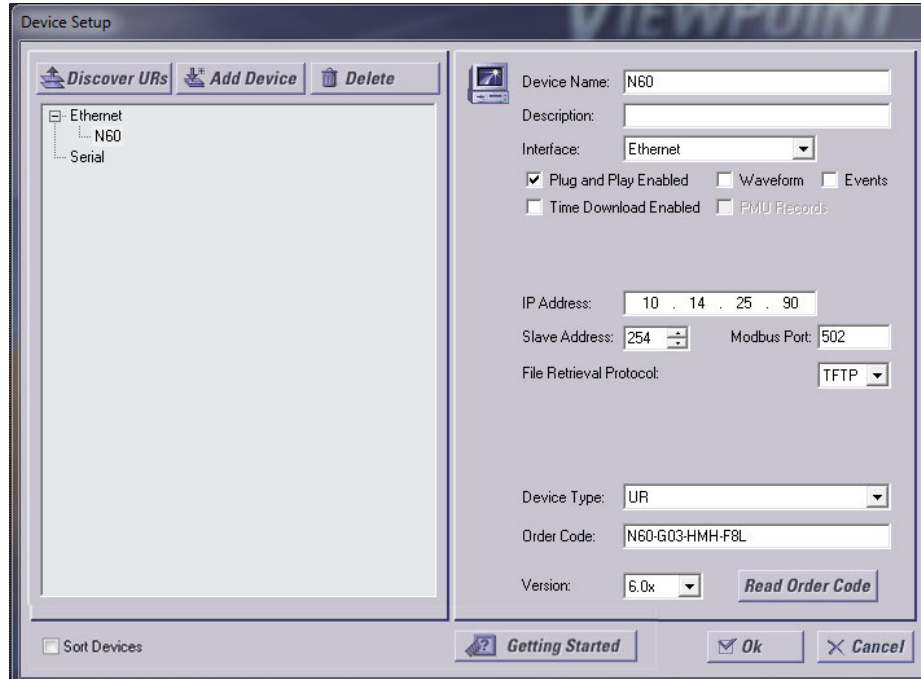 VIEWPOINT
Device Setup
Discover URs Add Device Delete
Ethernet
N60
Serial
Device Name: N60
Description:
Interface: Ethernet
Plug and Play Enabled Waveform Events
Time Download Enabled PMU Records
IP Address: 10 . 14 . 25 . 90
Slave Address: 254 Modbus Port: 502
File Retrieval Protocol: TFTP
Device Type: UR
Order Code: N60-G03-HMH-F8L
Version: 6.0x Read Order Code
Sort Devices Getting Started Ok Cancel